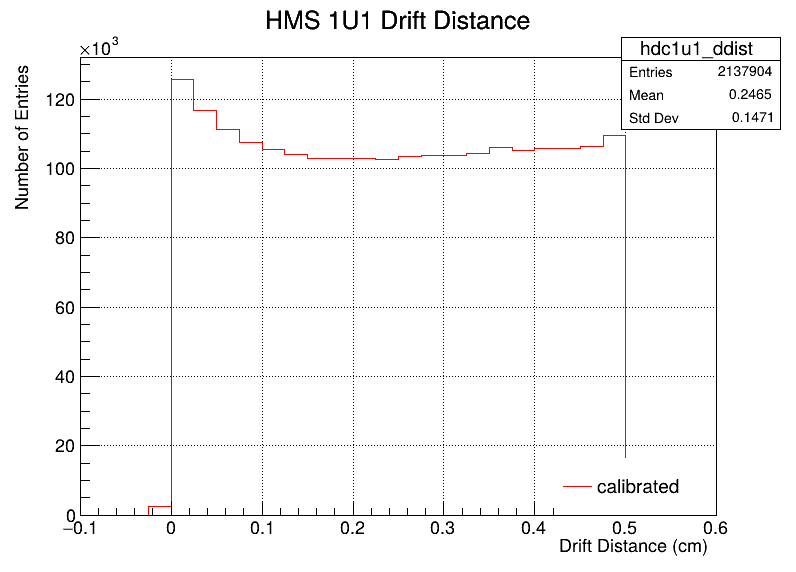 HMS 1U1 Drift Distance
×10³
hdc1u1_ddist
Entries 2137904
Mean 0.2465
Std Dev 0.1471
Number of Entries
120
100
80
60
40
20
0
calibrated
−0.1 0 0.1 0.2 0.3 0.4 0.5 0.6
Drift Distance (cm)